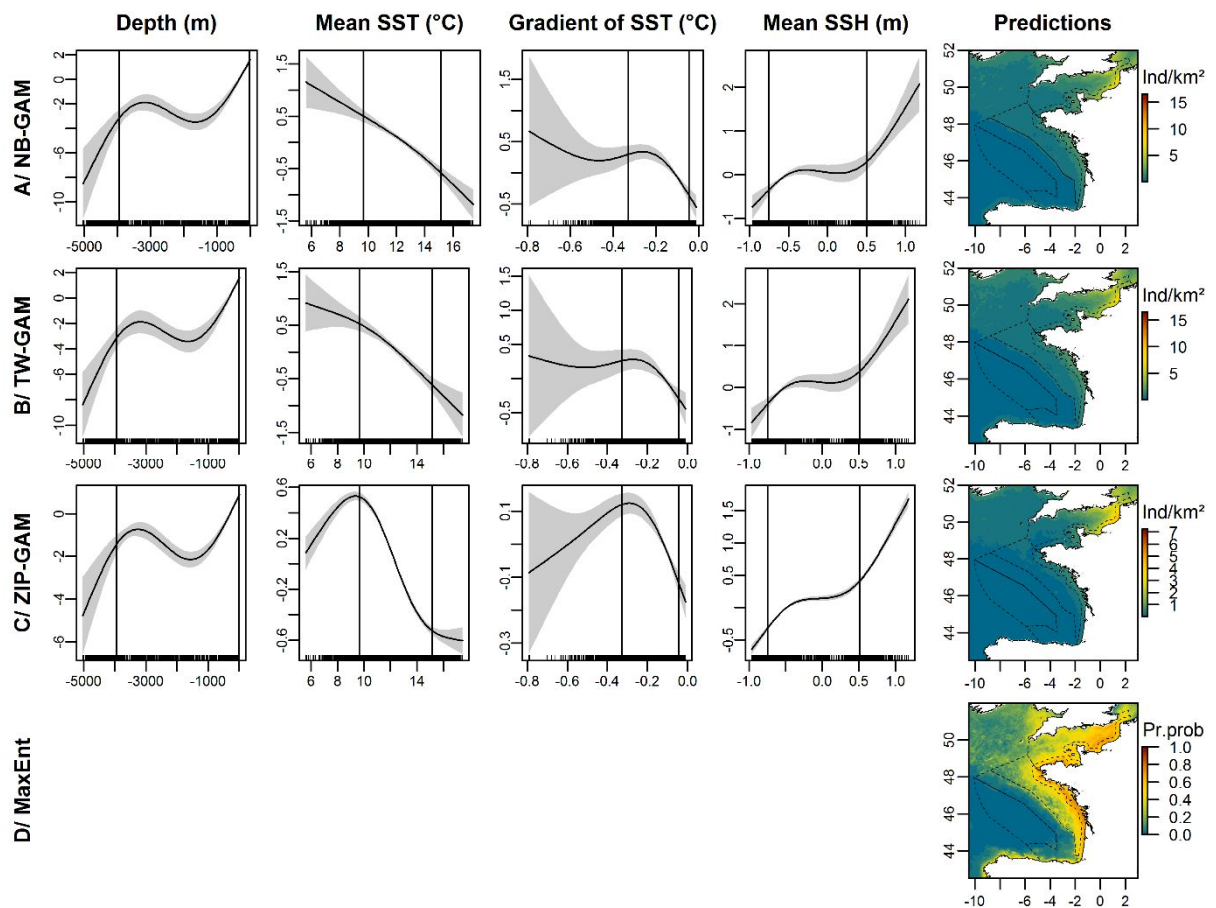 Depth (m) Mean SST (°C) Gradient of SST (°C) Mean SSH (m) Predictions
A/ NB-GAM
2 0 -2 -6 -10
-5000 -3000 -1000
1.5 0.5 -0.5 -1.5
6 8 10 12 14 16
1.5 0.5 -0.5
-0.8 -0.6 -0.4 -0.2 0.0
2 1 0 -1
-1.0 -0.5 0.0 0.5 1.0
52 50 48 46 44
-10 -8 -6 -4 -2 0 2
Ind/km²
15
10
5
B/ TW-GAM
2 0 -2 -6 -10
-5000 -3000 -1000
1.5 0.5 -0.5 -1.5
6 8 10 14
1.5 0.5 -0.5
-0.8 -0.6 -0.4 -0.2 0.0
2 1 0 -1
-1.0 0.0 0.5 1.0
52 50 48 46 44
-10 -8 -6 -4 -2 0 2
Ind/km²
15
10
5
C/ ZIP-GAM
0 2 4 -6
-5000 -3000 -1000
0.6 0.2 -0.6
6 8 10 14
0.1 -0.1 -0.3
-0.8 -0.6 -0.4 -0.2 0.0
1.5 0.5 -0.5
-1.0 0.0 0.5 1.0
52 50 48 46 44
-10 -8 -6 -4 -2 0 2
Ind/km²
7
6
5
4
3
2
1
D/ MaxEnt
50 48 46 44
-10 -8 -6 -4 -2 0 2
Pr.prob
1.0
0.8
0.6
0.4
0.2
0.0